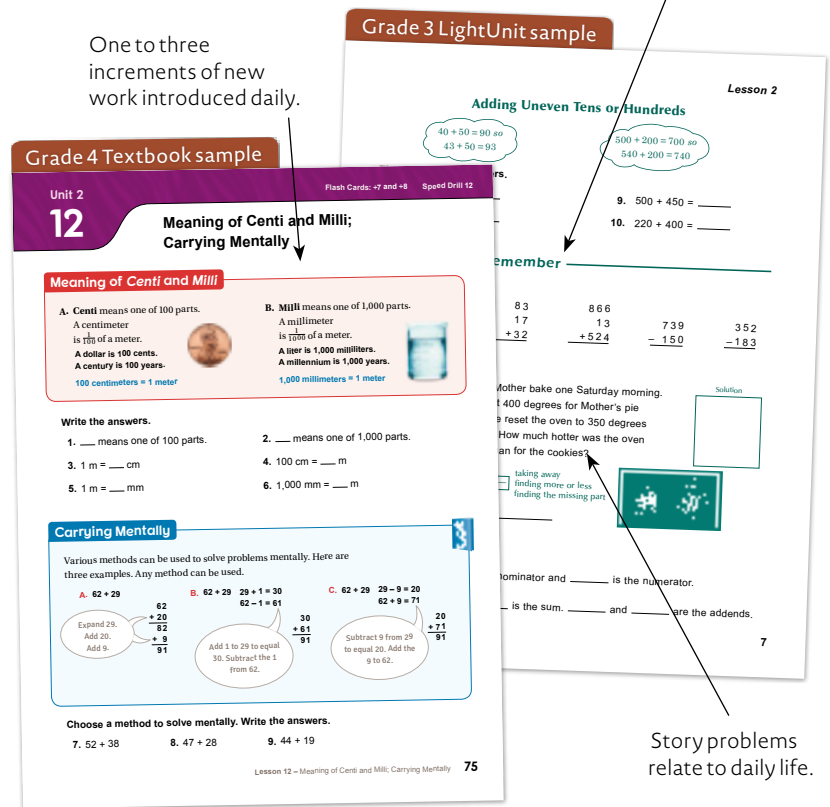 One to three
increments of new
work introduced daily.
Grade 3 LightUnit sample
Lesson 2
Adding Uneven Tens or Hundreds
40 + 50 = 90 so
43 + 50 = 93
500 + 200 = 700 so
540 + 200 = 740
rs.
9. 500 + 450 = ____
10. 220 + 400 = ____
emember
83
17
+32
866
13
+524
739
- 150
352
-183
Mother bake one Saturday morning.
400 degrees for Mother's pie
reset the oven to 350 degrees
How much hotter was the oven
an for the cookies?
Solution
taking away
finding more or less
finding the missing part
nominator and ____ is the numerator.
is the sum. ____ and ____ are the addends.
7
Grade 4 Textbook sample
Unit 2
12
Flash Cards: ÷7 and ÷8 Speed Drill 12
Meaning of Centi and Milli;
Carrying Mentally
Meaning of Centi and Milli
A. Centi means one of 100 parts.
A centimeter
is 1/100 of a meter.
A dollar is 100 cents.
A century is 100 years.
100 centimeters = 1 meter
B. Milli means one of 1,000 parts.
A millimeter
is 1/1000 of a meter.
A liter is 1,000 milliliters.
A millennium is 1,000 years.
1,000 millimeters = 1 meter
Write the answers.
1. ___ means one of 100 parts.
2. ___ means one of 1,000 parts.
3. 1 m = ___ cm
4. 100 cm = ___ m
5. 1 m = ___ mm
6. 1,000 mm = ___ m
Carrying Mentally
Various methods can be used to solve problems mentally. Here are
three examples. Any method can be used.
A. 62 + 29
Expand 29.
Add 20.
Add 9.
62
+ 20
82
+ 9
91
B. 62 + 29 29 + 1 = 30
62 – 1 = 61
Add 1 to 29 to equal
30. Subtract the 1
from 62.
30
+ 61
91
C. 62 + 29 29 – 9 = 20
62 + 9 = 71
Subtract 9 from 29
to equal 20. Add the
9 to 62.
20
+ 71
91
Choose a method to solve mentally. Write the answers.
7. 52 + 38
8. 47 + 28
9. 44 + 19
Lesson 12 – Meaning of Centi and Milli; Carrying Mentally 75
Story problems
relate to daily life.